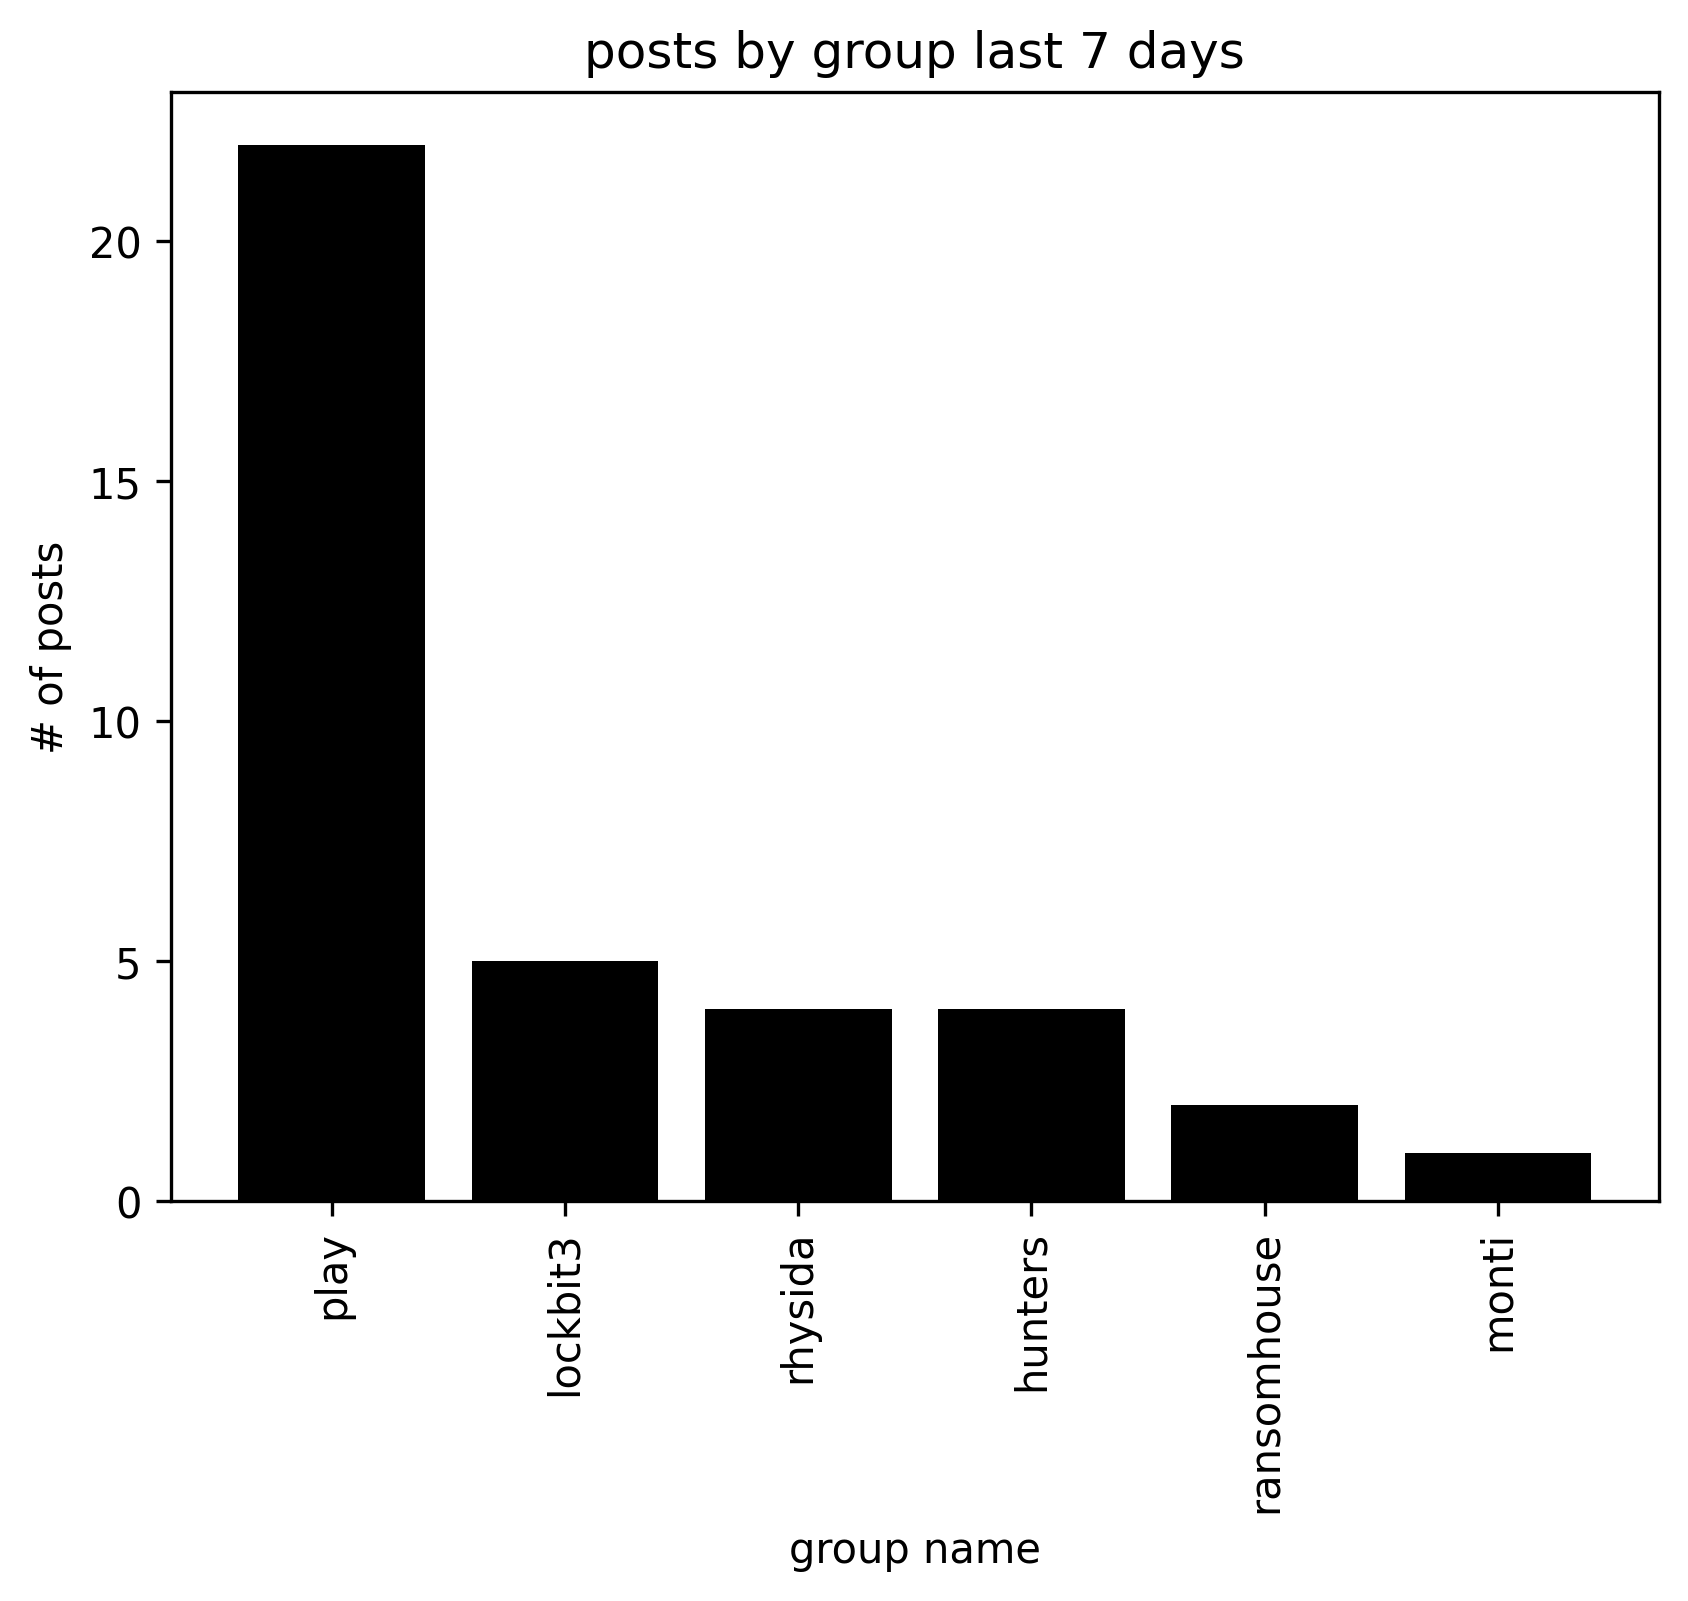 posts by group last 7 days
# of posts
20
15
10
5
0
play
lockbit3
rhysida
hunters
ransomhouse
monti
group name